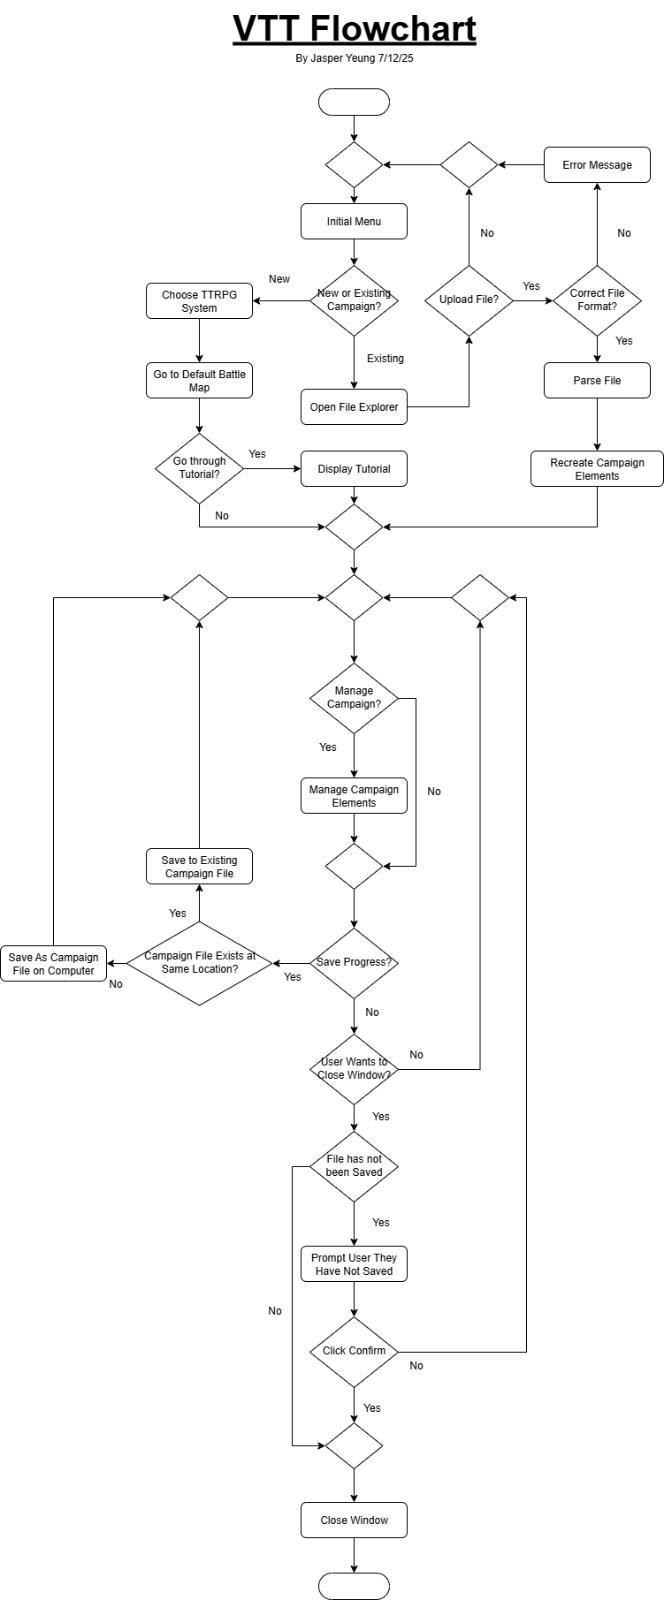 VTT Flowchart
By Jasper Yeung 7/12/25
Error Message
Initial Menu
No
No
New
Choose TTRPG
System
New or Existing
Campaign?
Upload File?
Yes
Correct File
Format?
Yes
Existing
Go to Default Battle
Map
Parse File
Open File Explorer
Go through
Tutorial?
Yes
Display Tutorial
Recreate Campaign
Elements
No
Manage
Campaign?
Yes
Manage Campaign
Elements
No
Save to Existing
Campaign File
Yes
Save As Campaign
File on Computer
No
Campaign File Exists at
Same Location?
Yes
Save Progress?
No
User Wants to
Close Window?
No
Yes
File has not
been Saved
Yes
Prompt User They
Have Not Saved
No
Click Confirm
No
Yes
Close Window